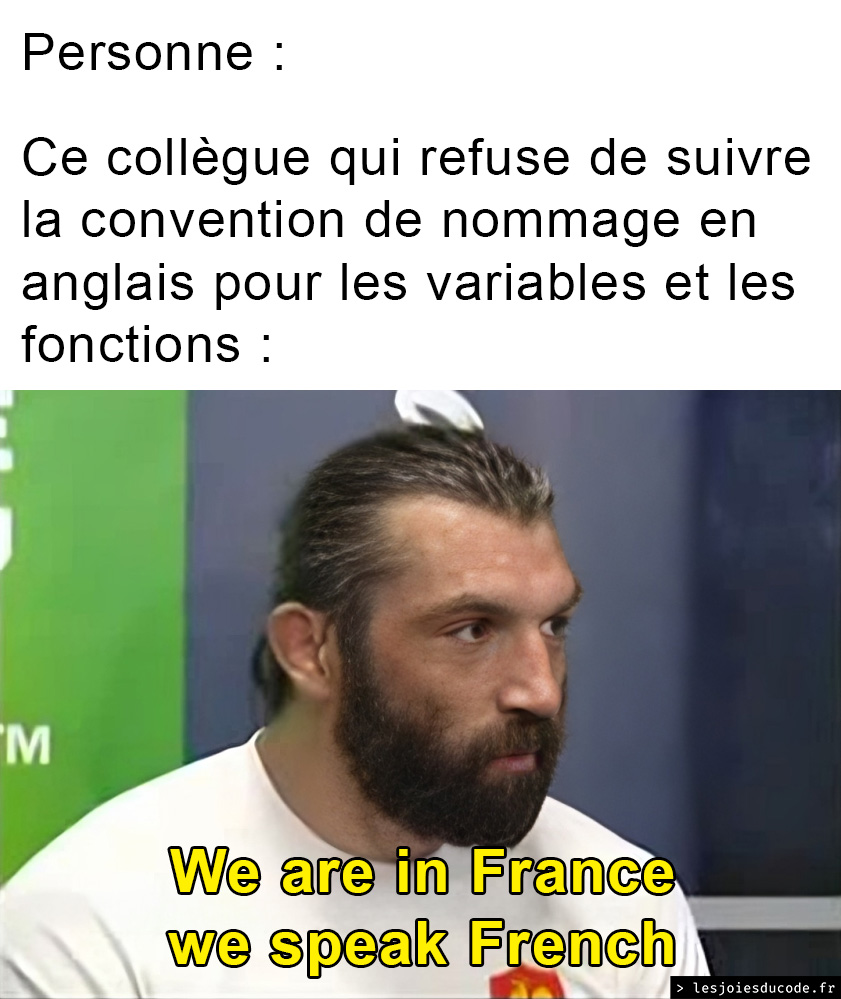 Personne :
Ce collègue qui refuse de suivre
la convention de nommage en
anglais pour les variables et les
fonctions :
TM
We are in France
we speak French
> lesjoiesducode.fr